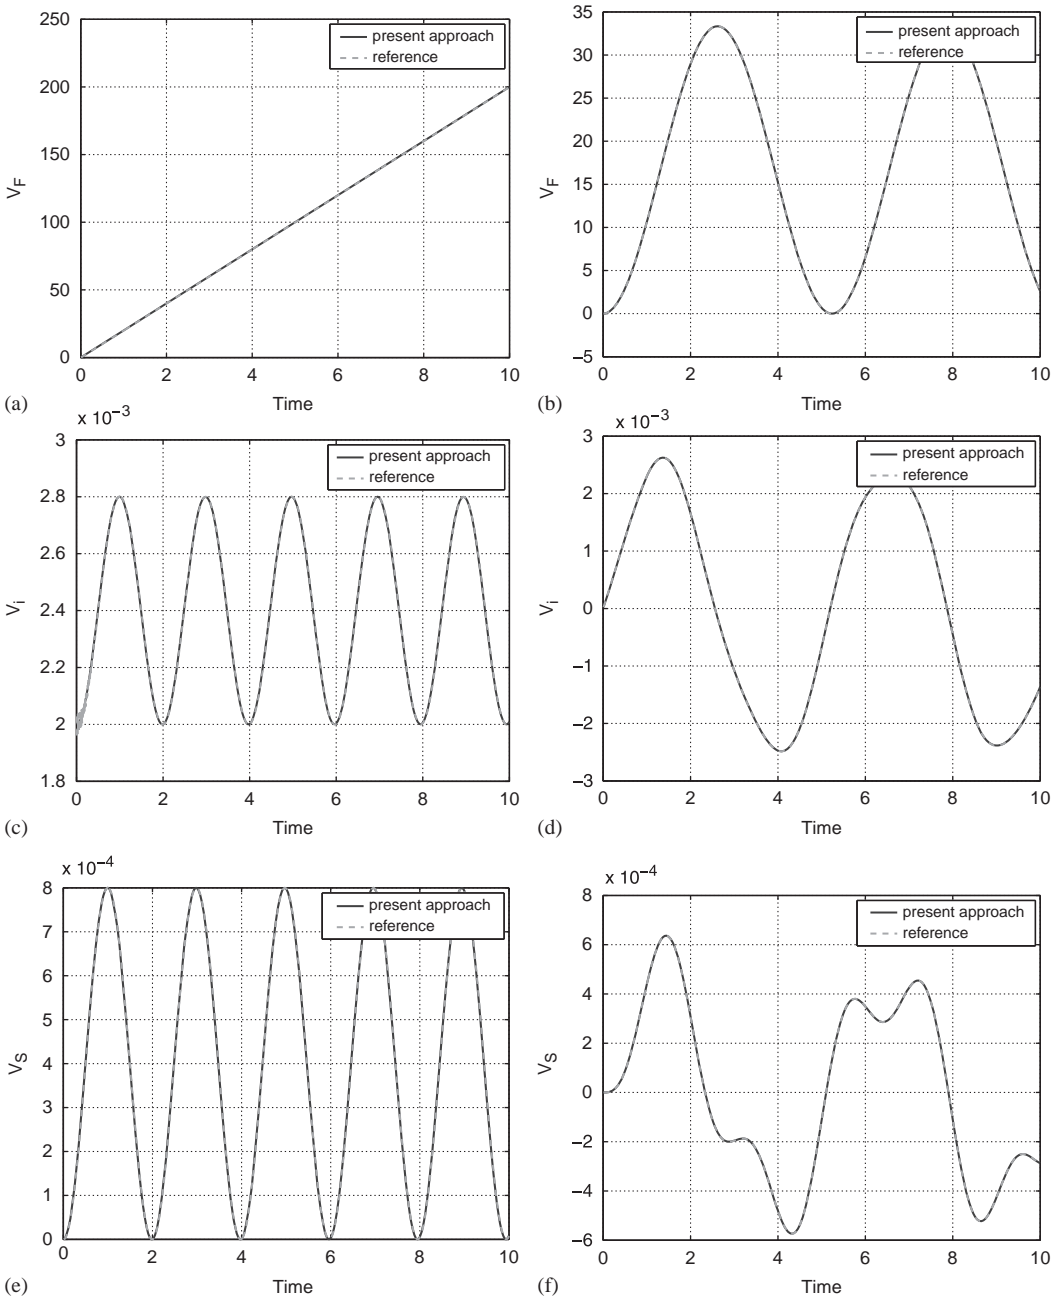 250
200
150
100
50
0
V_F
0 2 4 6 8 10
Time
present approach
reference
(a)
35
30
25
20
15
10
5
0
−5
V_F
0 2 4 6 8 10
Time
present approach
reference
(b)
x 10^−3
3
2.8
2.6
2.4
2.2
2
1.8
V_i
0 2 4 6 8 10
Time
present approach
reference
(c)
x 10^−3
3
2
1
0
−1
−2
−3
V_i
0 2 4 6 8 10
Time
present approach
reference
(d)
x 10^−4
8
7
6
5
4
3
2
1
0
V_S
0 2 4 6 8 10
Time
present approach
reference
(e)
x 10^−4
8
6
4
2
0
−2
−4
−6
V_S
0 2 4 6 8 10
Time
present approach
reference
(f)